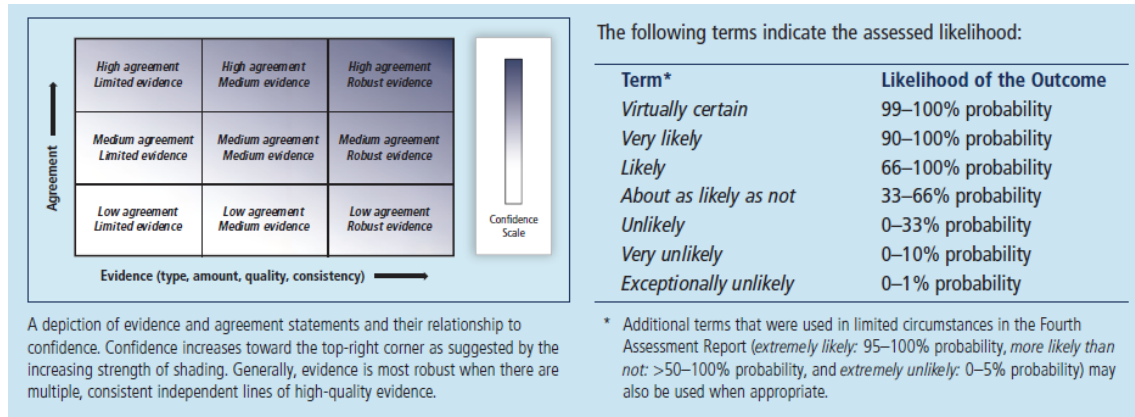 High agreement
Limited evidence
High agreement
Medium evidence
High agreement
Robust evidence
Medium agreement
Limited evidence
Medium agreement
Medium evidence
Medium agreement
Robust evidence
Low agreement
Limited evidence
Low agreement
Medium evidence
Low agreement
Robust evidence
Agreement
Evidence (type, amount, quality, consistency)
Confidence
Scale
A depiction of evidence and agreement statements and their relationship to
confidence. Confidence increases toward the top-right corner as suggested by the
increasing strength of shading. Generally, evidence is most robust when there are
multiple, consistent independent lines of high-quality evidence.
The following terms indicate the assessed likelihood:
Term* Likelihood of the Outcome
Virtually certain 99–100% probability
Very likely 90–100% probability
Likely 66–100% probability
About as likely as not 33–66% probability
Unlikely 0–33% probability
Very unlikely 0–10% probability
Exceptionally unlikely 0–1% probability
* Additional terms that were used in limited circumstances in the Fourth
Assessment Report (extremely likely: 95–100% probability, more likely than
not: >50–100% probability, and extremely unlikely: 0–5% probability) may
also be used when appropriate.